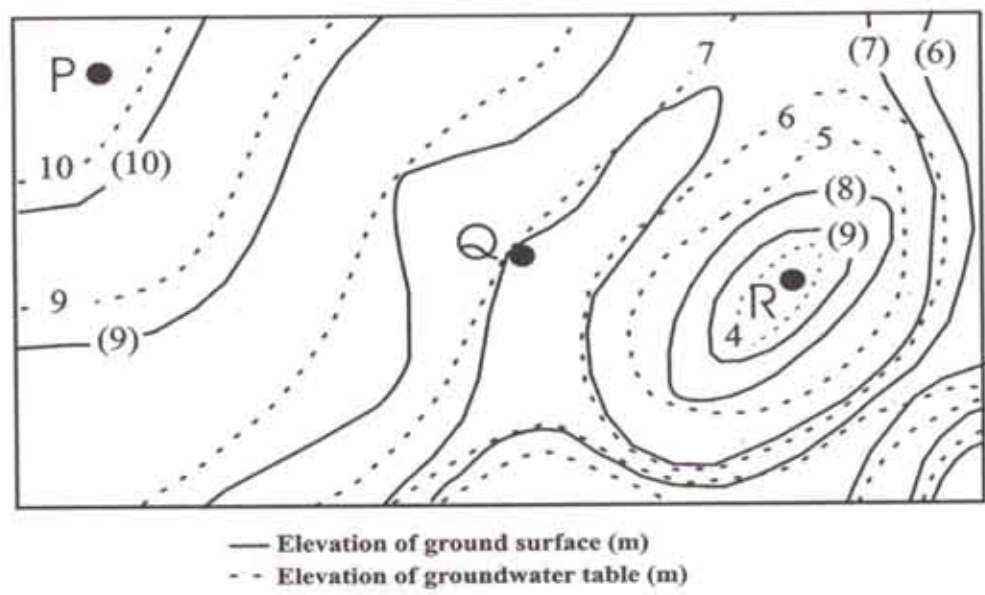 P
7
(7)
(6)
10
(10)
6
5
(8)
Q
(9)
R
9
4
(9)
— Elevation of ground surface (m)
- - Elevation of groundwater table (m)